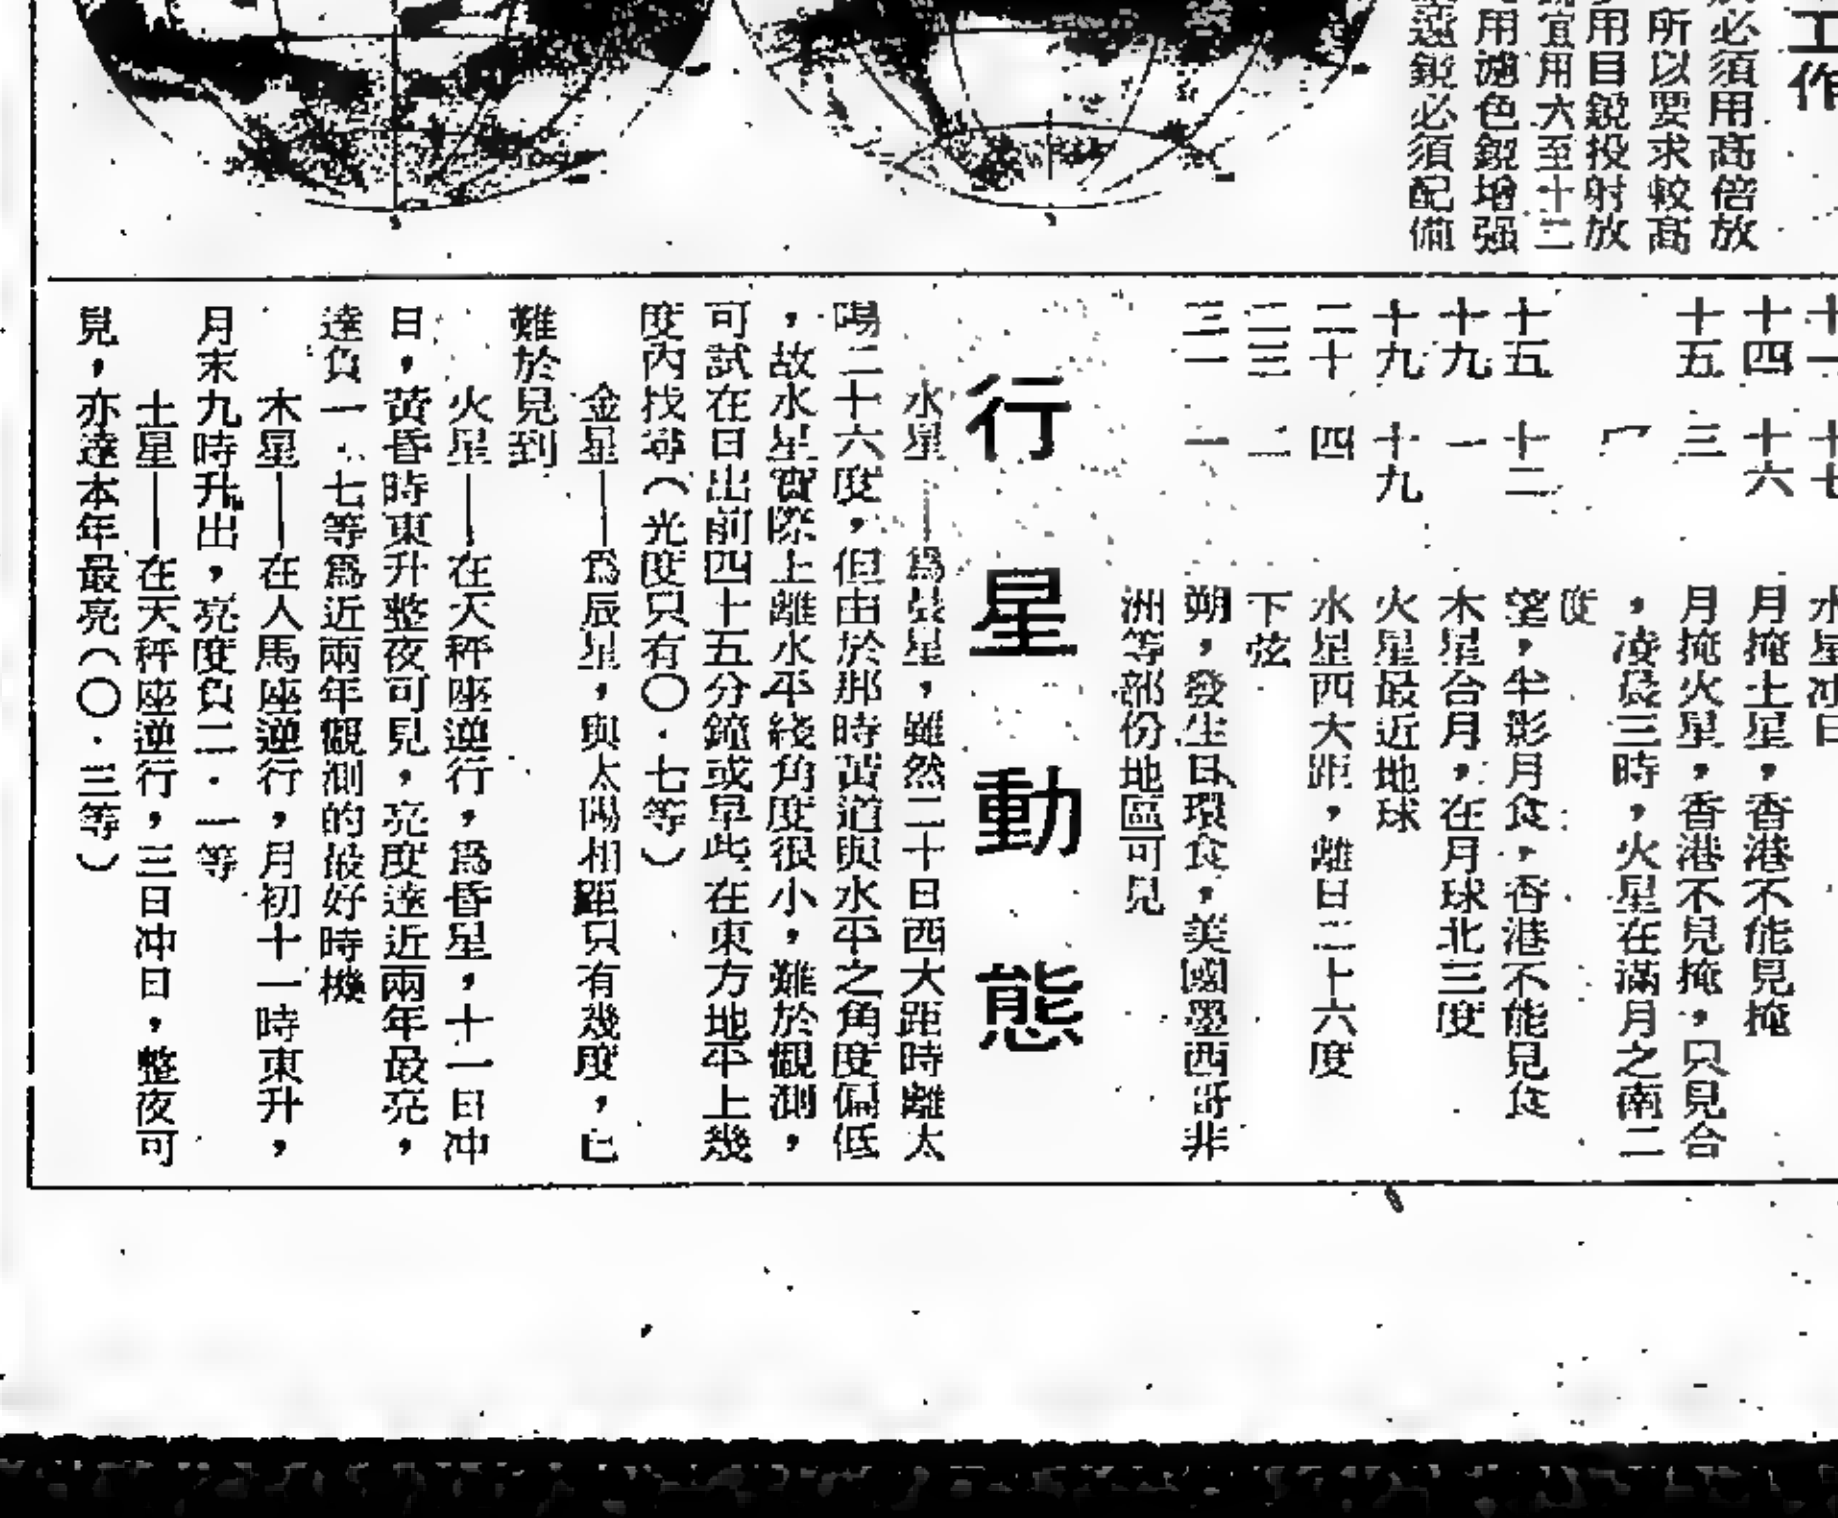 工作
必須用高倍放
所以要求較高
用目鏡投射放
宜用六至十二
用濾色鏡增强
遠鏡必須配備
十一 十七 水星冲日
十四 十六 月掩土星，香港不能見掩
十五 三 月掩火星，香港不見掩，只見合
，凌晨三時，火星在滿月之南二
度
十五 十二 望，半影月食，香港不能見食
十九 一 木星合月，在月球北三度
十九 十九 火星最近地球
二十 四 水星西大距，離日二十六度
二三 二 下弦
三一 一 朔，發生日環食，美國墨西哥非
洲等部份地區可見
行星動態
水星——為晨星，雖然二十日西大距時離太
陽二十六度，但由於那時黃道與水平之角度偏低
，故水星實際上離水平綫角度很小，難於觀測，
可試在日出前四十五分鐘或早些在東方地平上幾
度內找尋（光度只有〇·七等）
金星——為辰星，與太陽相距只有幾度，已
難於見到
火星——在天秤座逆行，為昏星，十一日冲
日，黃昏時東升整夜可見，亮度達近兩年最亮，
達負一·七等為近兩年觀測的最好時機
木星——在人馬座逆行，月初十一時東升，
月末九時升出，亮度負二·一等
土星——在天秤座逆行，三日冲日，整夜可
見，亦達本年最亮（〇·三等）